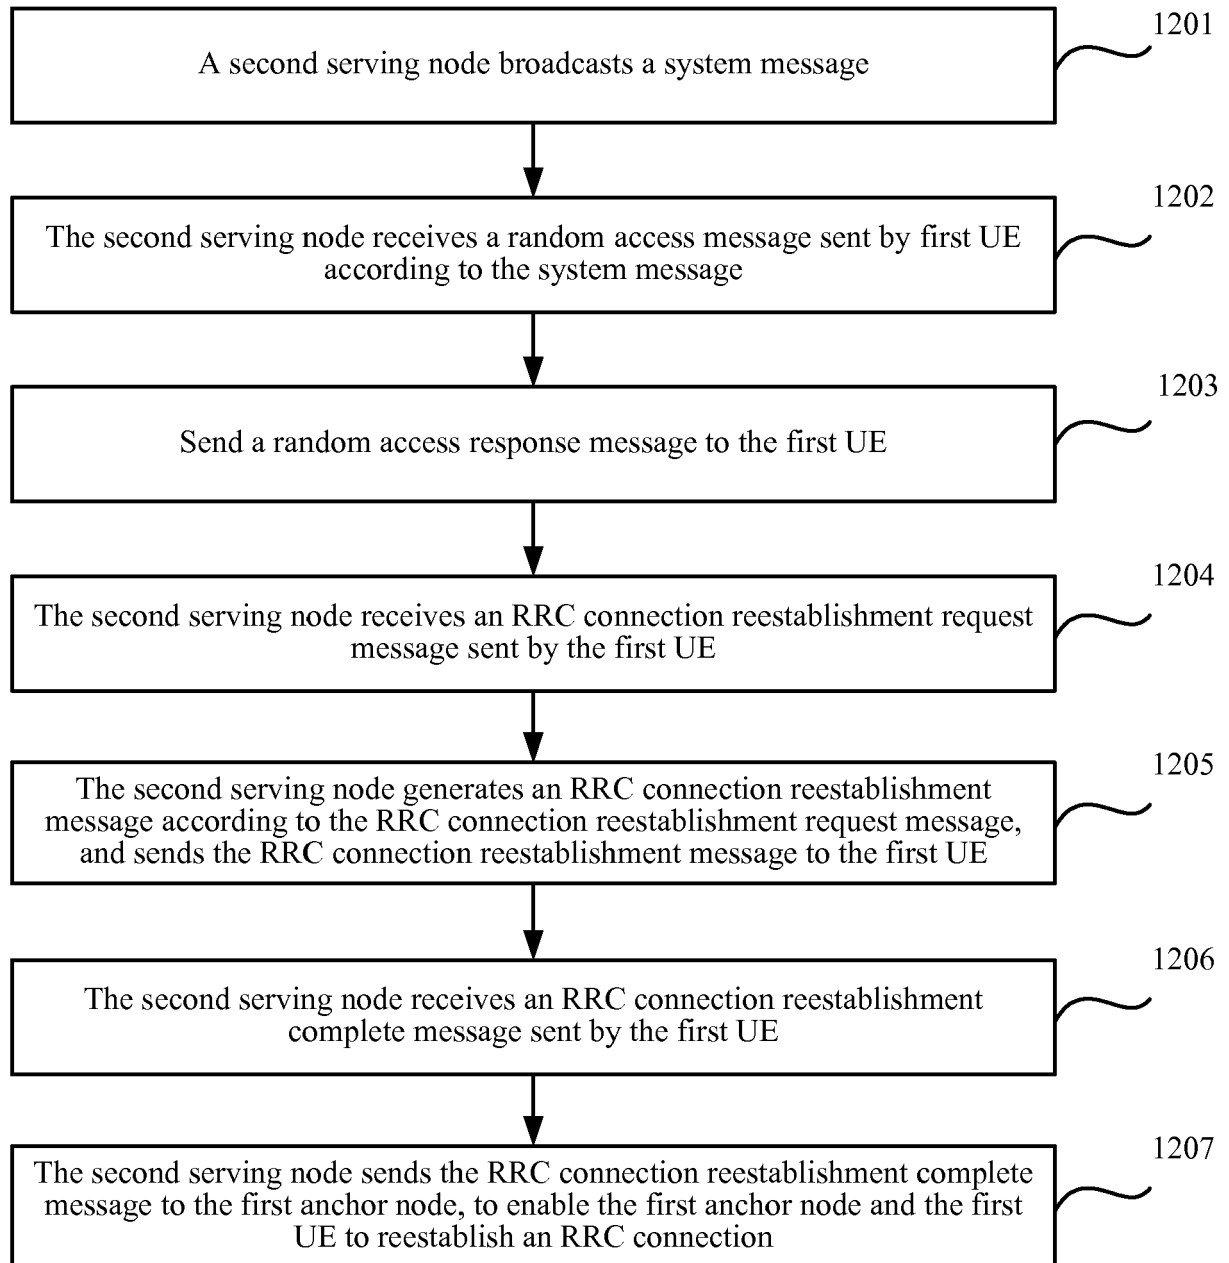 1201
A second serving node broadcasts a system message
1202
The second serving node receives a random access message sent by first UE
according to the system message
1203
Send a random access response message to the first UE
1204
The second serving node receives an RRC connection reestablishment request
message sent by the first UE
1205
The second serving node generates an RRC connection reestablishment
message according to the RRC connection reestablishment request message,
and sends the RRC connection reestablishment message to the first UE
1206
The second serving node receives an RRC connection reestablishment
complete message sent by the first UE
1207
The second serving node sends the RRC connection reestablishment complete
message to the first anchor node, to enable the first anchor node and the first
UE to reestablish an RRC connection